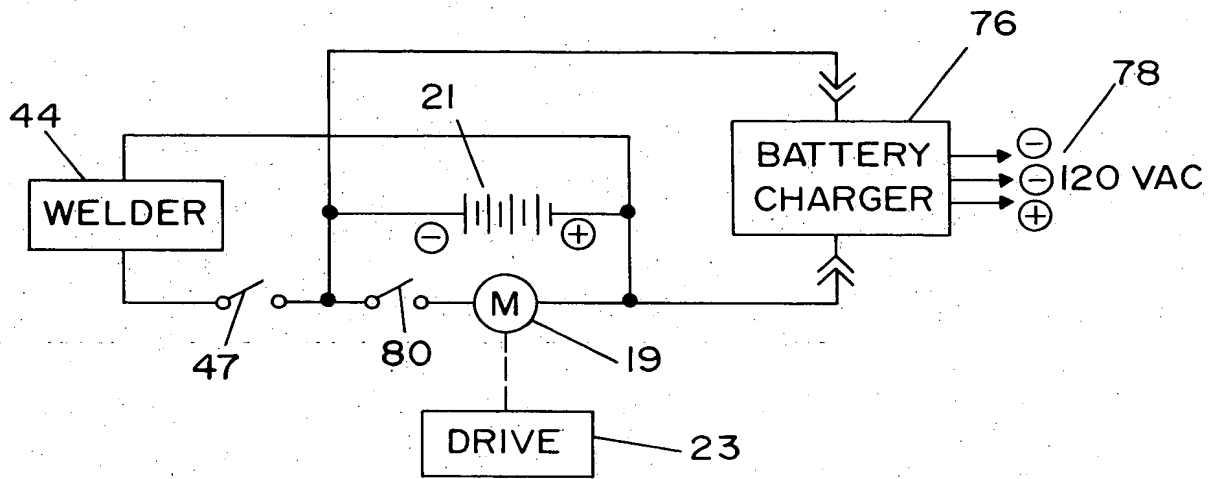 76
78
44
21
BATTERY
CHARGER
⊖
⊖ 120 VAC
⊕
WELDER
⊖
⊕
M
47
80
19
DRIVE
23